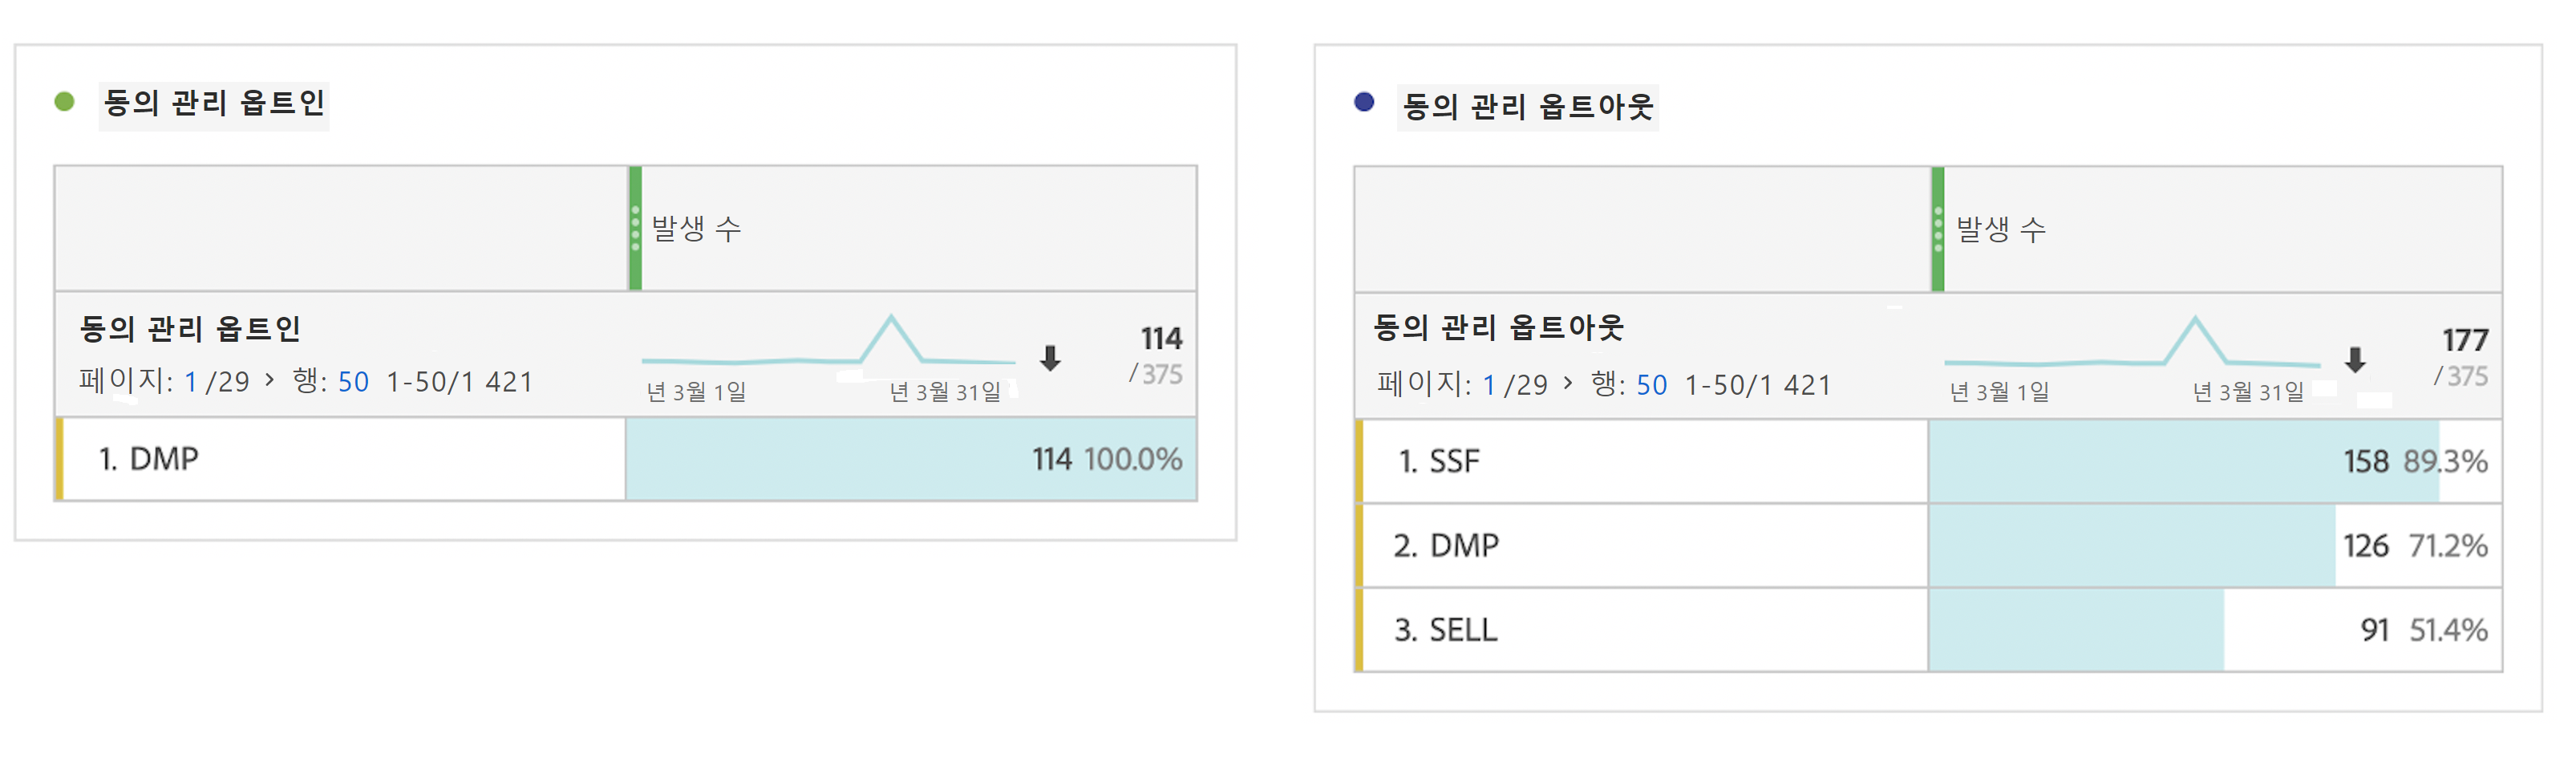 동의 관리 옵트인
발생 수
동의 관리 옵트인
페이지: 1 /29 > 행: 50 1-50/1 421
년 3월 1일 년 3월 31일
114
/375
1. DMP 114 100.0%
동의 관리 옵트아웃
발생 수
동의 관리 옵트아웃
페이지: 1 /29 > 행: 50 1-50/1 421
년 3월 1일 년 3월 31일
177
/375
1. SSF 158 89.3%
2. DMP 126 71.2%
3. SELL 91 51.4%